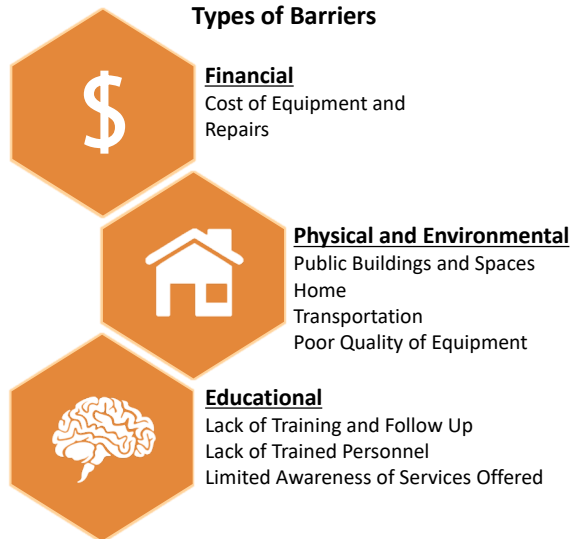 Types of Barriers
$
Financial
Cost of Equipment and
Repairs
Physical and Environmental
Public Buildings and Spaces
Home
Transportation
Poor Quality of Equipment
Educational
Lack of Training and Follow Up
Lack of Trained Personnel
Limited Awareness of Services Offered